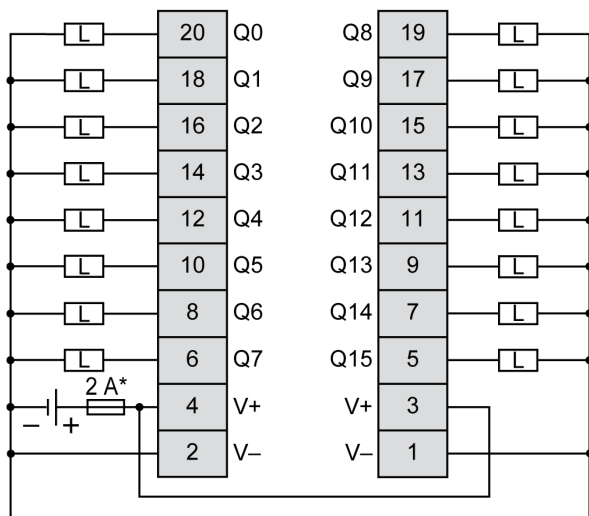 L 20 Q0 Q8 19 L
L 18 Q1 Q9 17 L
L 16 Q2 Q10 15 L
L 14 Q3 Q11 13 L
L 12 Q4 Q12 11 L
L 10 Q5 Q13 9 L
L 8 Q6 Q14 7 L
L 6 Q7 Q15 5 L
2 A*
– + 4 V+ V+ 3
2 V– V– 1